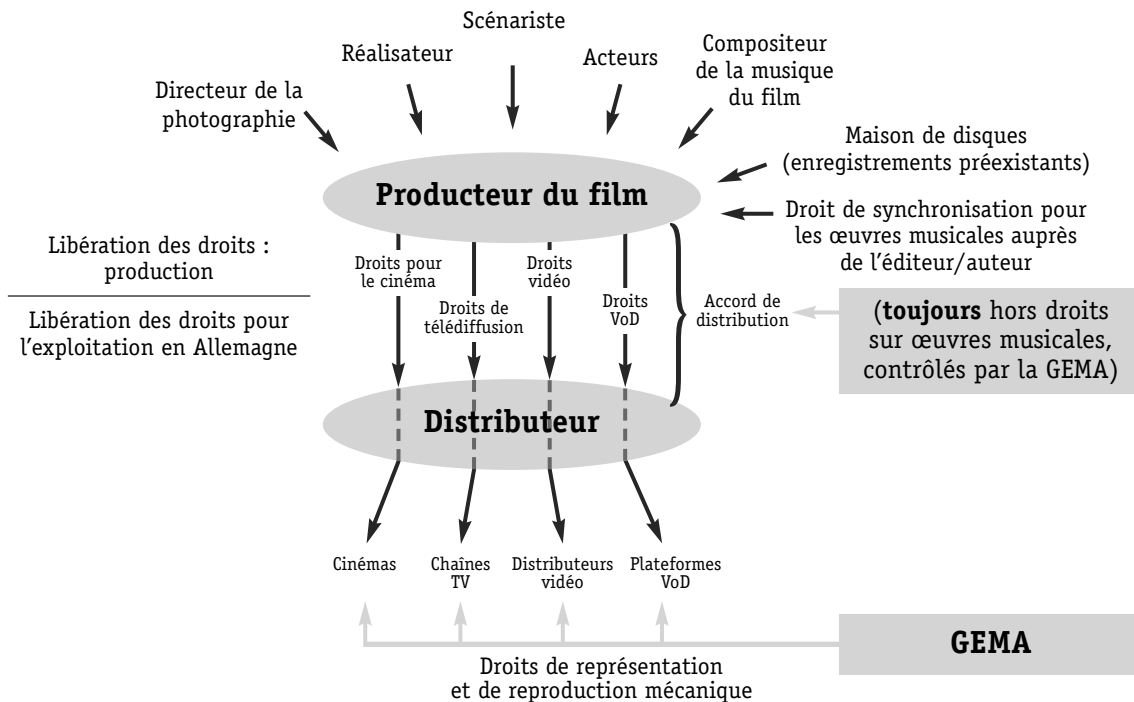 Scénariste
Réalisateur
Acteurs
Compositeur
de la musique
du film
Directeur de la
photographie
Maison de disques
(enregistrements préexistants)
Producteur du film
Droit de synchronisation pour
les œuvres musicales auprès
de l'éditeur/auteur
Libération des droits :
production
Libération des droits pour
l'exploitation en Allemagne
Droits pour
le cinéma
Droits de
télédiffusion
Droits
vidéo
Droits
VoD
Accord de
distribution
(toujours hors droits
sur œuvres musicales,
contrôlés par la GEMA)
Distributeur
Cinémas
Chaînes
TV
Distributeurs
vidéo
Plateformes
VoD
GEMA
Droits de représentation
et de reproduction mécanique